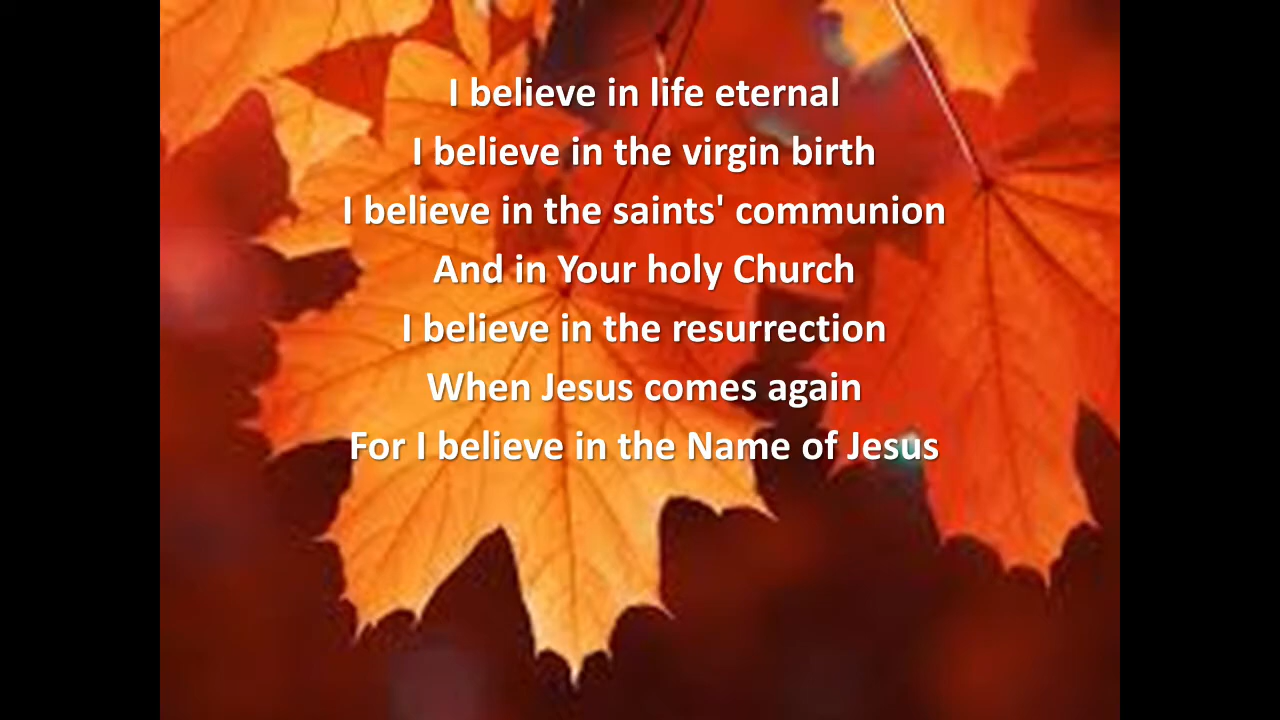 I believe in life eternal
I believe in the virgin birth
I believe in the saints' communion
And in Your holy Church
I believe in the resurrection
When Jesus comes again
For I believe in the Name of Jesus